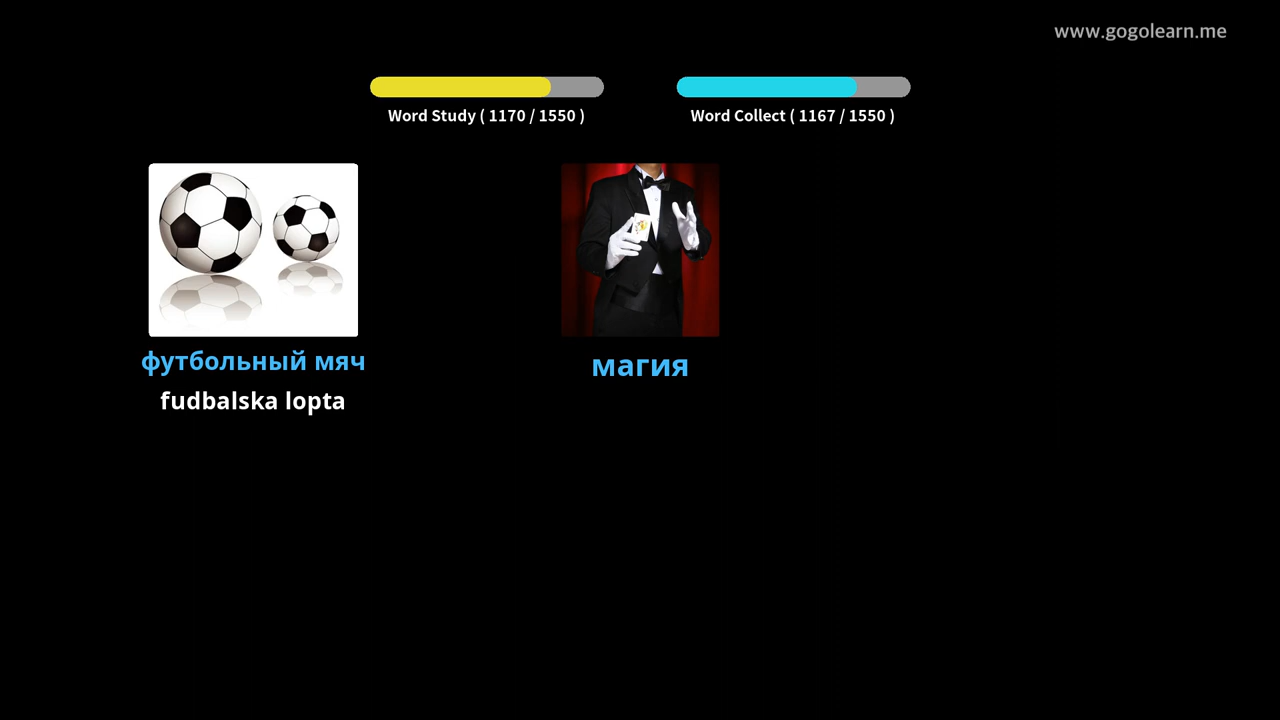 www.gogolearn.me
Word Study ( 1170 / 1550 )
Word Collect ( 1167 / 1550 )
футбольный мяч
fudbalska lopta
магия